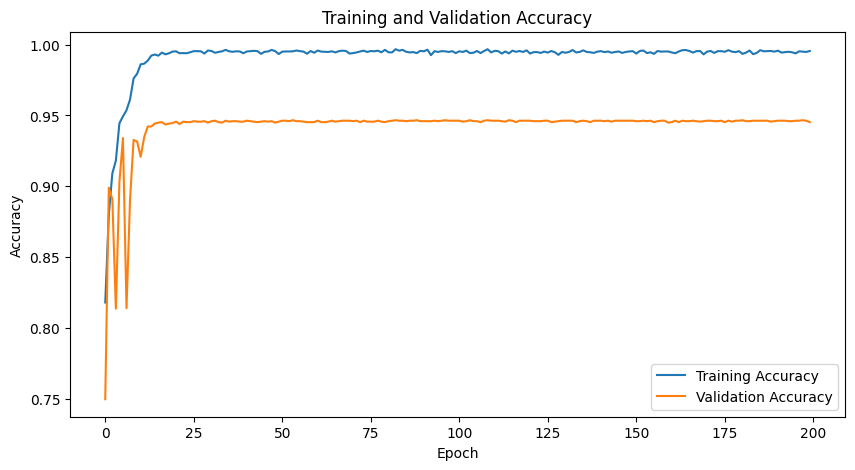 Training and Validation Accuracy
1.00
0.95
0.90
0.85
0.80
0.75
Accuracy
0 25 50 75 100 125 150 175 200
Epoch
Training Accuracy
Validation Accuracy